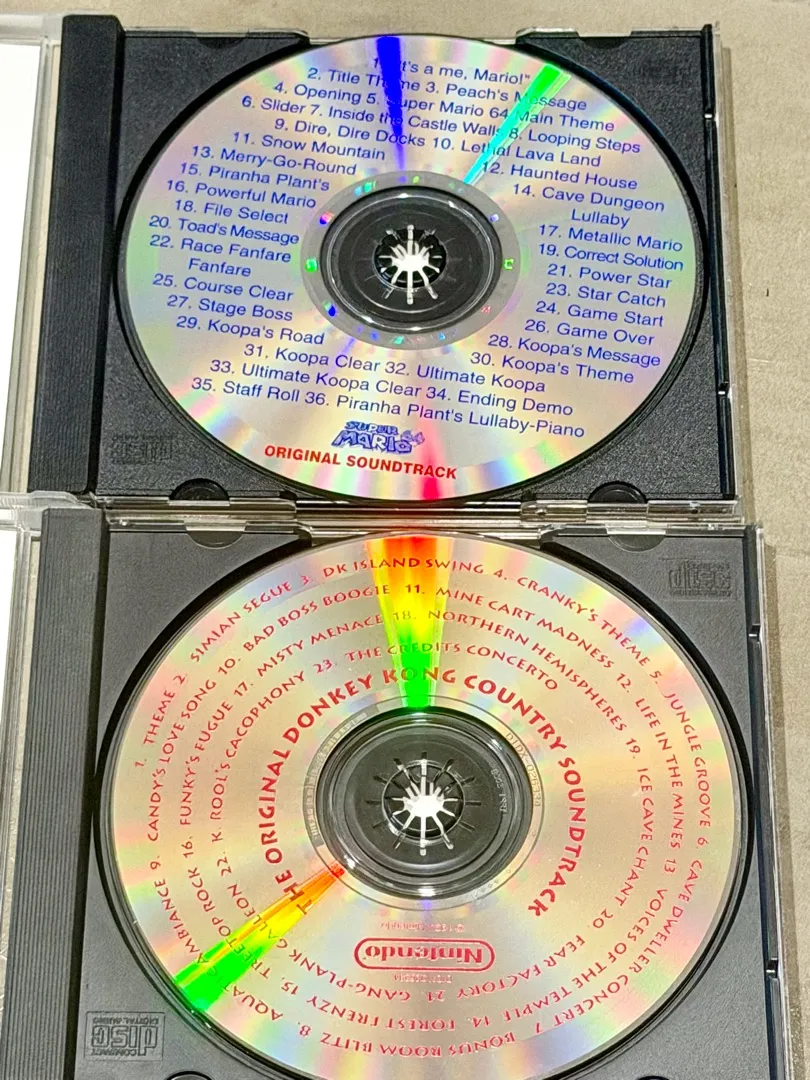 1. "It's a me, Mario!"
2. Title Theme 3. Peach's Message
4. Opening 5. Super Mario 64 Main Theme
6. Slider 7. Inside the Castle Walls 8. Looping Steps
9. Dire, Dire Docks 10. Lethal Lava Land
11. Snow Mountain 12. Haunted House
13. Merry-Go-Round 14. Cave Dungeon
15. Piranha Plant's Lullaby
16. Powerful Mario 17. Metallic Mario
18. File Select 19. Correct Solution
20. Toad's Message 21. Power Star
22. Race Fanfare 23. Star Catch
Fanfare 24. Game Start
25. Course Clear 26. Game Over
27. Stage Boss 28. Koopa's Message
29. Koopa's Road 30. Koopa's Theme
31. Koopa Clear 32. Ultimate Koopa
33. Ultimate Koopa Clear 34. Ending Demo
35. Staff Roll 36. Piranha Plant's Lullaby-Piano
SUPER MARIO 64
ORIGINAL SOUNDTRACK
1. THEME 2. SIMIAN SEGUE 3. DK ISLAND SWING 4. CRANKY'S THEME 5. JUNGLE GROOVE 6 CAVE DWELLER CONCERT 7 BONUS ROOM BLITZ 8. AQUATIC AMBIANCE 9. CANDY'S LOVE SONG 10. BAD BOSS BOOGIE 11. MINE CART MADNESS 12. LIFE IN THE MINES 13 VOICES OF THE TEMPLE 14. FOREST FRENZY 15. TREETOP ROCK 16. FUNKY'S FUGUE 17. MISTY MENACE 18. NORTHERN HEMISPHERES 19. ICE CAVE CHANT 20. FEAR FACTORY 21. GANG-PLANK GALLEON 22. K. ROOL'S CACOPHONY 23. THE CREDITS CONCERTO
THE ORIGINAL DONKEY KONG COUNTRY SOUNDTRACK
Nintendo
disc
COMPACT
disc
DIGITAL AUDIO